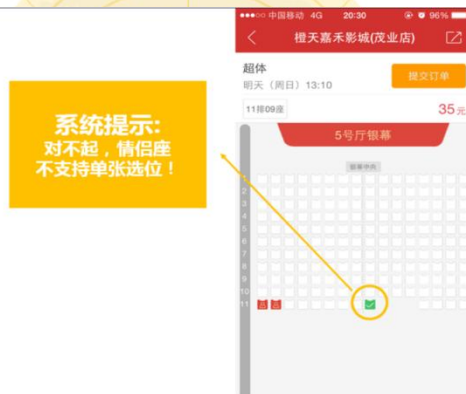 中国移动 4G 20:30 96%
橙天嘉禾影城(茂业店)
超体
明天（周日）13:10
提交订单
11排09座
35元
5号厅银幕
银幕中央
系统提示:
对不起，情侣座
不支持单张选位！
2
3
4
5
6
7
8
9
10
11